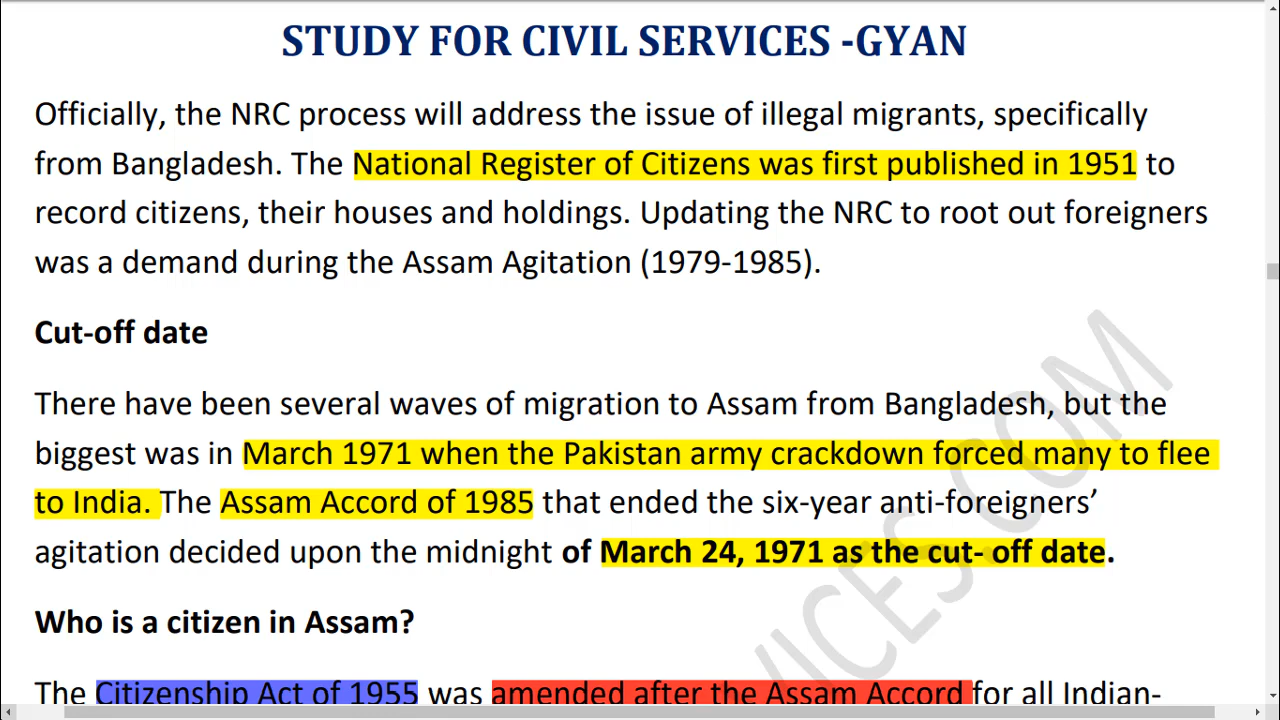 STUDY FOR CIVIL SERVICES -GYAN
Officially, the NRC process will address the issue of illegal migrants, specifically
from Bangladesh. The National Register of Citizens was first published in 1951 to
record citizens, their houses and holdings. Updating the NRC to root out foreigners
was a demand during the Assam Agitation (1979-1985).
Cut-off date
There have been several waves of migration to Assam from Bangladesh, but the
biggest was in March 1971 when the Pakistan army crackdown forced many to flee
to India. The Assam Accord of 1985 that ended the six-year anti-foreigners’
agitation decided upon the midnight of March 24, 1971 as the cut- off date.
Who is a citizen in Assam?
The Citizenship Act of 1955 was amended after the Assam Accord for all Indian-
VICES.COM